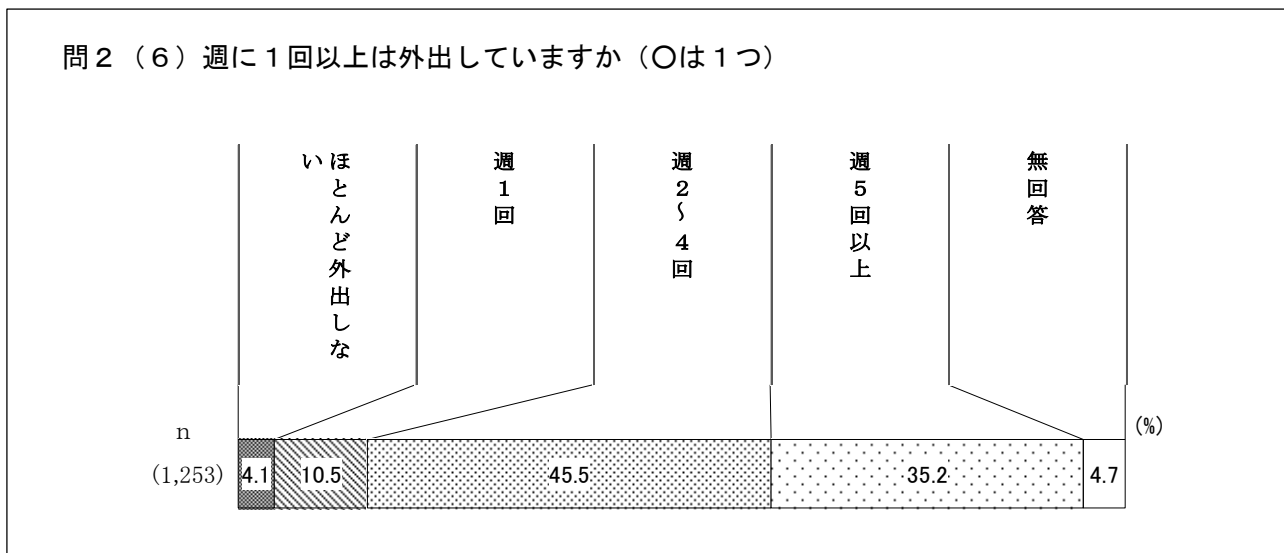 問２（６）週に１回以上は外出していますか（〇は１つ）
ほとんど外出しな
い
週１回
週２～４回
週５回以上
無回答
(%)
n
(1,253)
4.1
10.5
45.5
35.2
4.7